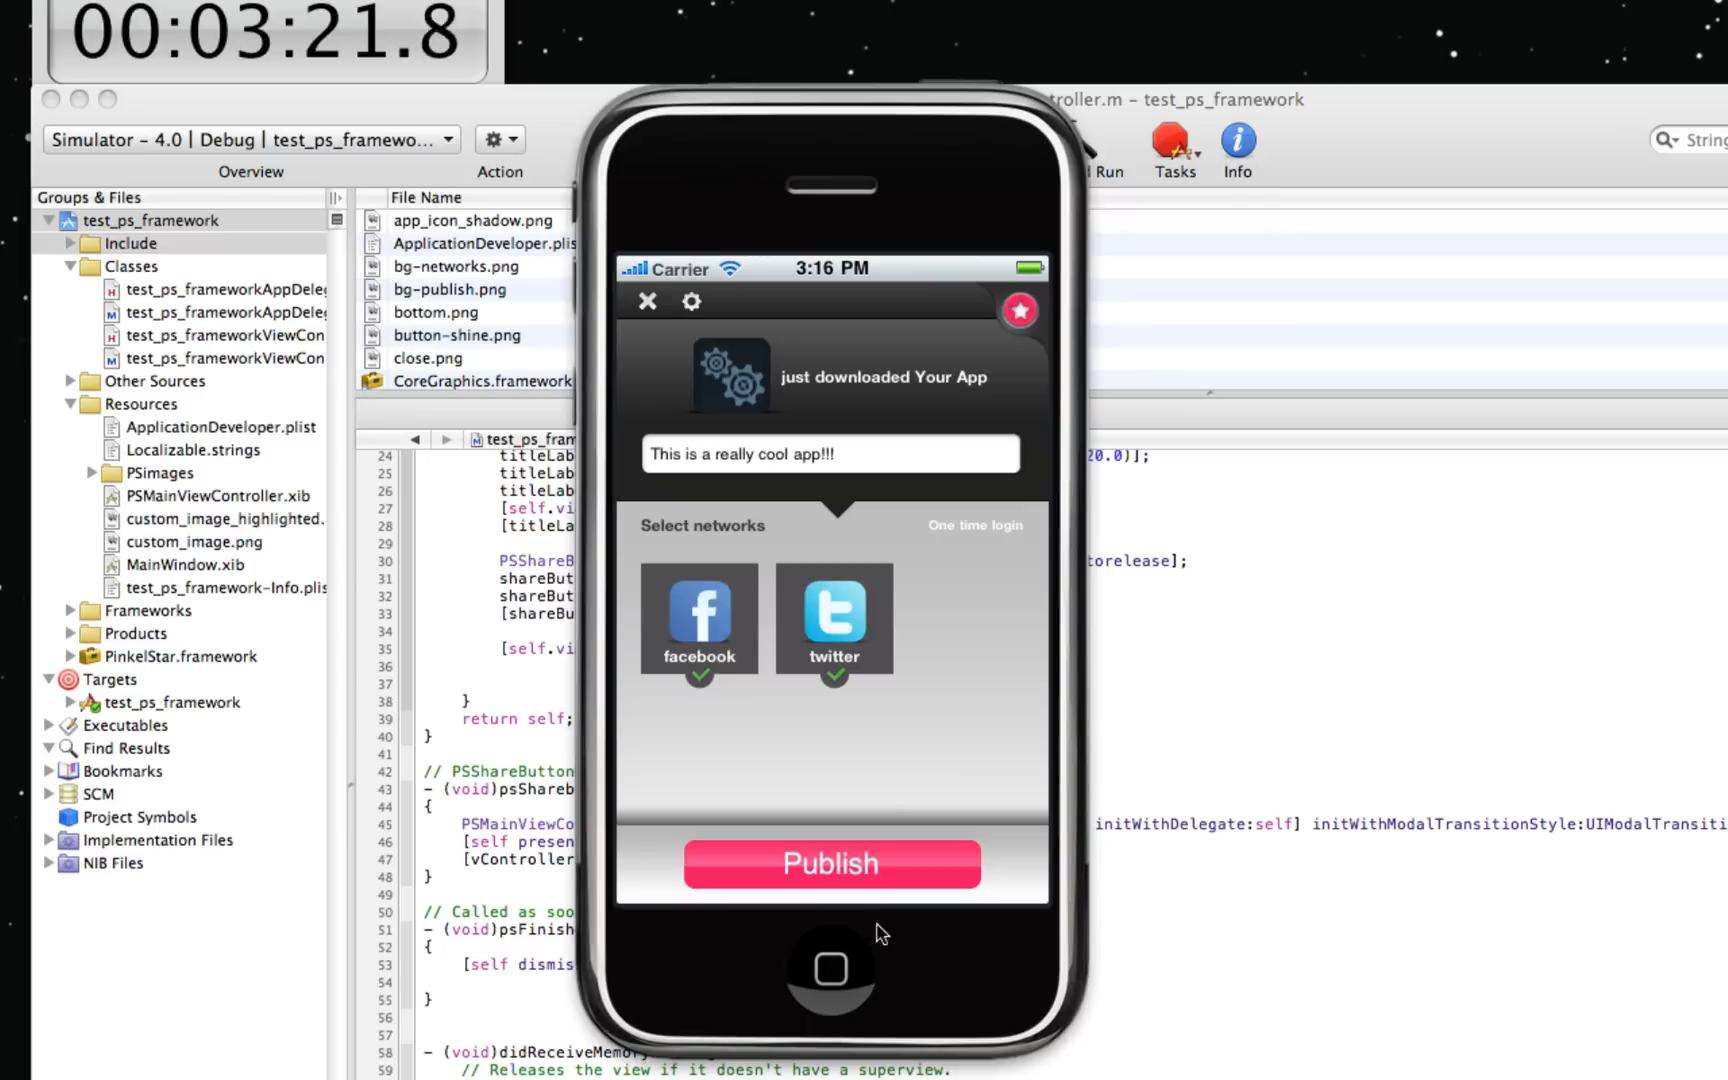 00:03:21.8
troller.m – test_ps_framework
Simulator – 4.0 | Debug | test_ps_framewo...
Overview
Action
Run
Tasks
Info
String
Groups & Files
File Name
test_ps_framework
Include
Classes
test_ps_frameworkAppDeleg
test_ps_frameworkAppDeleg
test_ps_frameworkViewCon
test_ps_frameworkViewCon
Other Sources
Resources
ApplicationDeveloper.plist
Localizable.strings
PSimages
PSMainViewController.xib
custom_image_highlighted.
custom_image.png
MainWindow.xib
test_ps_framework-Info.plis
Frameworks
Products
PinkelStar.framework
Targets
test_ps_framework
Executables
Find Results
Bookmarks
SCM
Project Symbols
Implementation Files
NIB Files
app_icon_shadow.png
ApplicationDeveloper.plis
bg-networks.png
bg-publish.png
bottom.png
button-shine.png
close.png
CoreGraphics.framework
test_ps_fram
24 titleLab 20.0)];
25 titleLab
26 titleLab
27 [self.vi
28 [titleLa
29
30 PSShareB torelease];
31 shareBut
32 shareBut
33 [shareBu
34
35 [self.vi
36
37
38 }
39 return self;
40 }
41
42 // PSShareButton
43 - (void)psShareb
44 {
45 PSMainViewCo initWithDelegate:self] initWithModalTransitionStyle:UIModalTransiti
46 [self presen
47 [vController
48 }
49
50 // Called as soo
51 - (void)psFinish
52 {
53 [self dismis
54
55 }
56
57
58 - (void)didReceiveMemory
59 // Releases the view if it doesn't have a superview.
Carrier
3:16 PM
just downloaded Your App
This is a really cool app!!!
Select networks
One time login
facebook
twitter
Publish